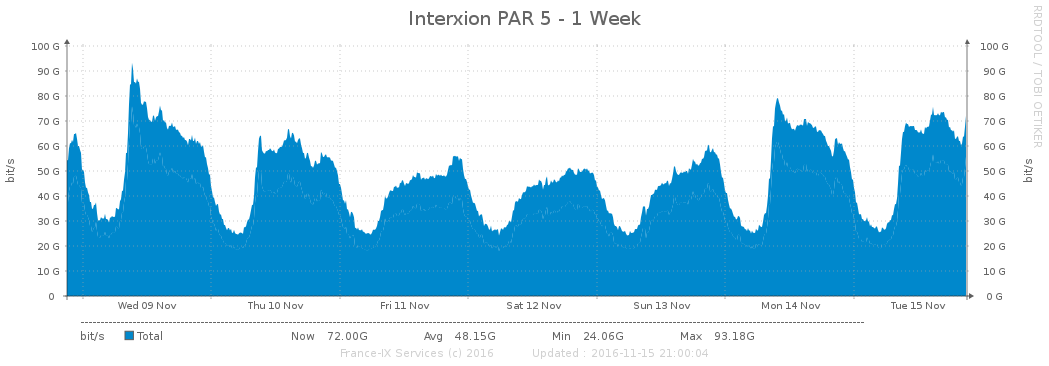 Interxion PAR 5 - 1 Week
RRDTOOL / TOBI OETIKER
bit/s
bit/s
100 G 100 G
90 G 90 G
80 G 80 G
70 G 70 G
60 G 60 G
50 G 50 G
40 G 40 G
30 G 30 G
20 G 20 G
10 G 10 G
0 0 G
Wed 09 Nov Thu 10 Nov Fri 11 Nov Sat 12 Nov Sun 13 Nov Mon 14 Nov Tue 15 Nov
bit/s Total Now 72.00G Avg 48.15G Min 24.06G Max 93.18G
France-IX Services (c) 2016 Updated : 2016-11-15 21:00:04